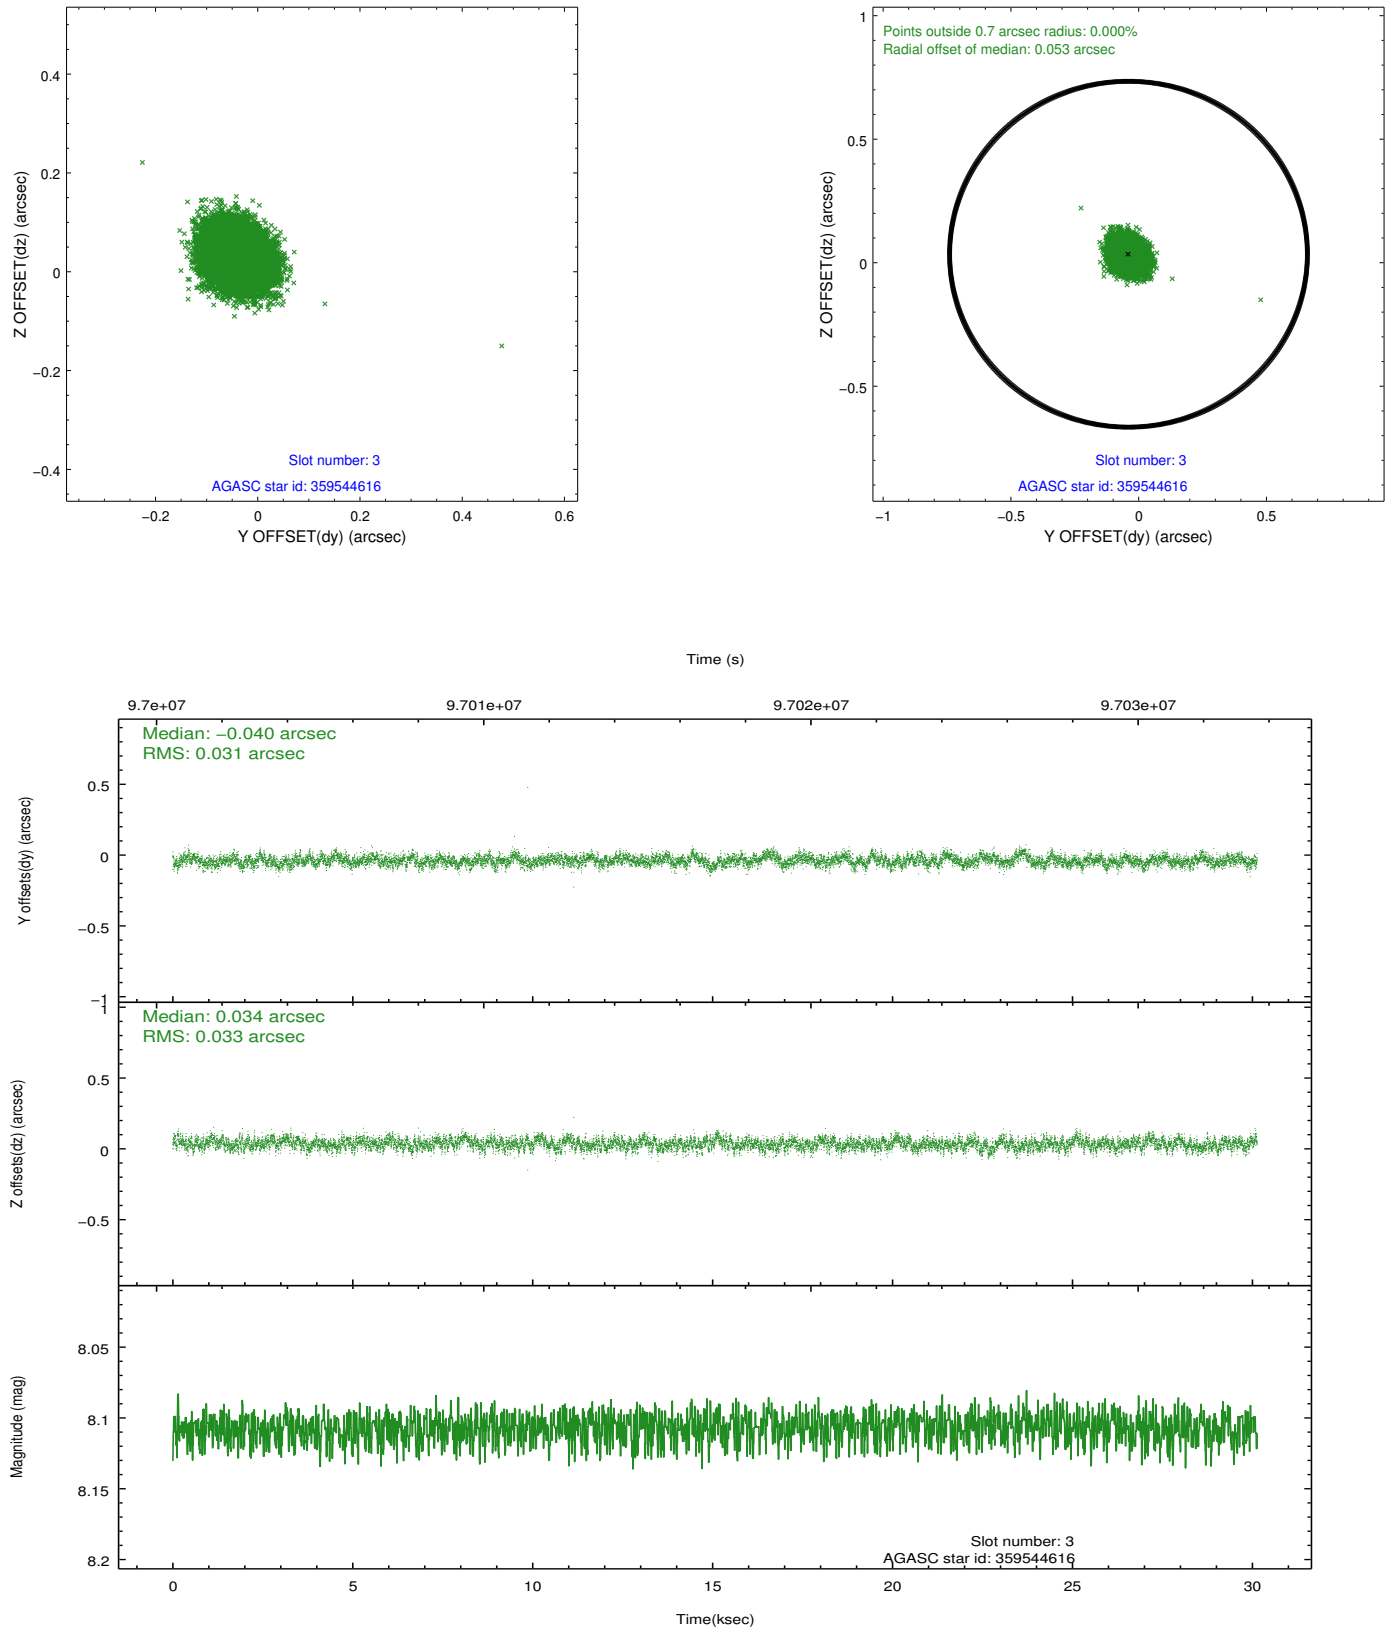 0.4
0.2
0
−0.2
−0.4
Z OFFSET(dz) (arcsec)
Slot number: 3
AGASC star id: 359544616
−0.2 0 0.2 0.4 0.6
Y OFFSET(dy) (arcsec)
Points outside 0.7 arcsec radius: 0.000%
Radial offset of median: 0.053 arcsec
1
0.5
0
−0.5
Z OFFSET(dz) (arcsec)
Slot number: 3
AGASC star id: 359544616
−1 −0.5 0 0.5
Y OFFSET(dy) (arcsec)
Time (s)
9.7e+07 9.701e+07 9.702e+07 9.703e+07
Median: −0.040 arcsec
RMS: 0.031 arcsec
0.5
0
−0.5
−1
Y offsets(dy) (arcsec)
1
Median: 0.034 arcsec
RMS: 0.033 arcsec
0.5
0
−0.5
Z offsets(dz) (arcsec)
8.05
8.1
8.15
8.2
Magnitude (mag)
Slot number: 3
AGASC star id: 359544616
0 5 10 15 20 25 30
Time(ksec)